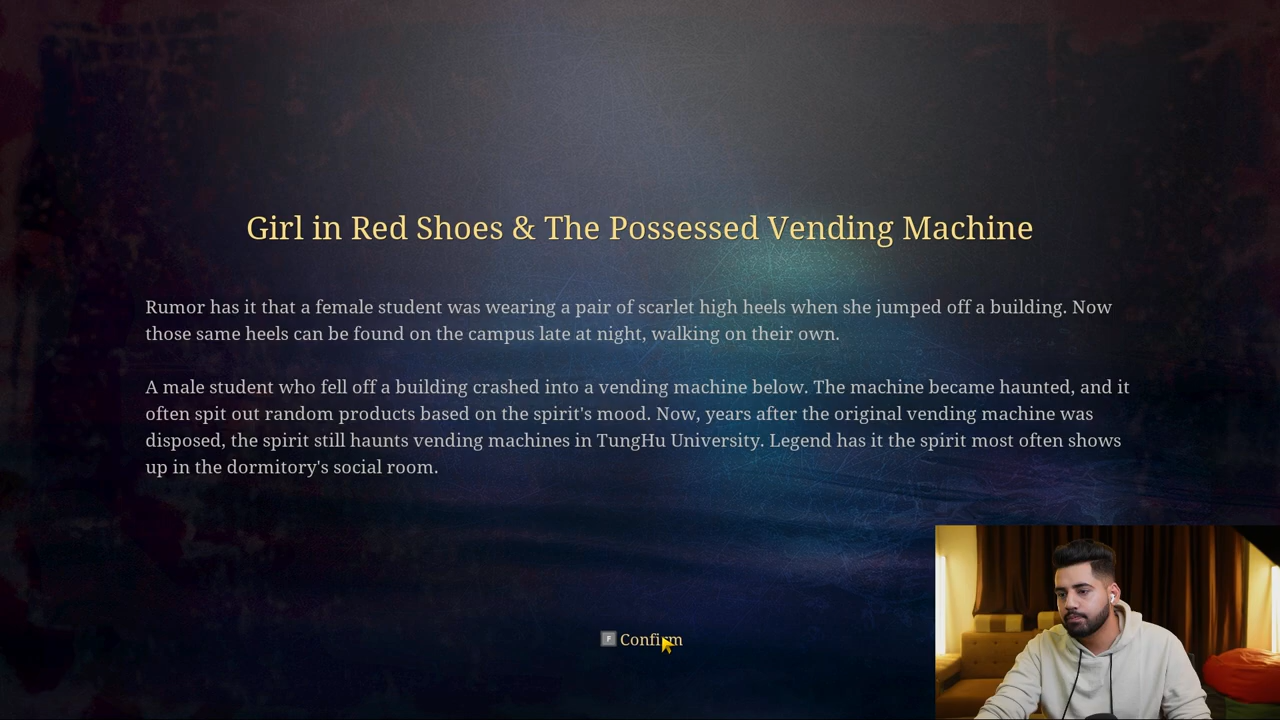 Girl in Red Shoes & The Possessed Vending Machine
Rumor has it that a female student was wearing a pair of scarlet high heels when she jumped off a building. Now
those same heels can be found on the campus late at night, walking on their own.
A male student who fell off a building crashed into a vending machine below. The machine became haunted, and it
often spit out random products based on the spirit's mood. Now, years after the original vending machine was
disposed, the spirit still haunts vending machines in TungHu University. Legend has it the spirit most often shows
up in the dormitory's social room.
F Confirm